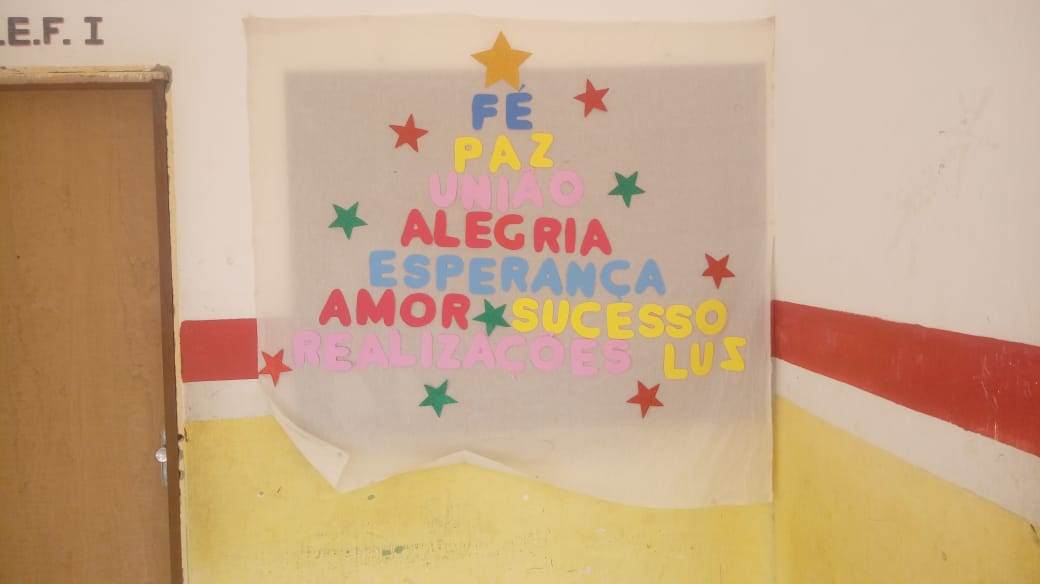 .E.F. I
FÉ
PAZ
UNIÃO
ALEGRIA
ESPERANÇA
AMOR SUCESSO
REALIZAÇÕES LUZ